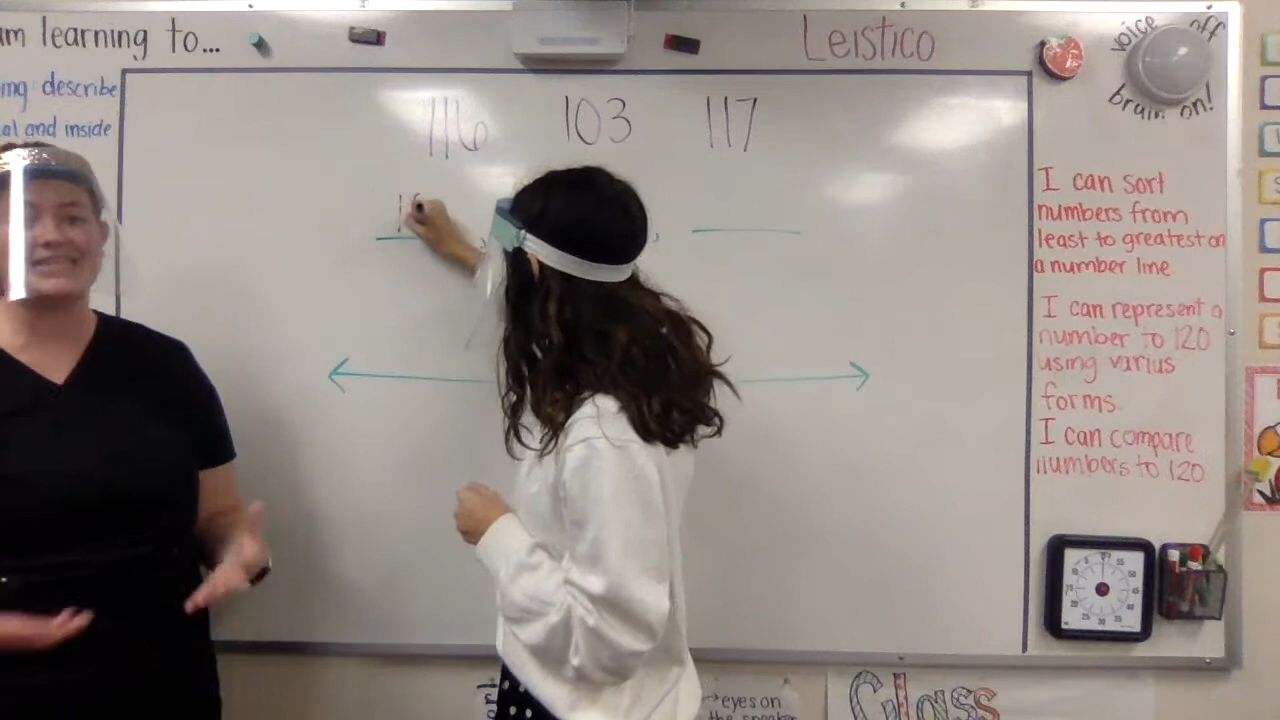 am learning to...
Leistico
voice off
brain on!
ing describe
al and inside
116 103 117
I can sort
numbers from
least to greatest on
a number line
I can represent a
number to 120
using varius
forms.
I can compare
numbers to 120
→eyes on
the speaker
Class